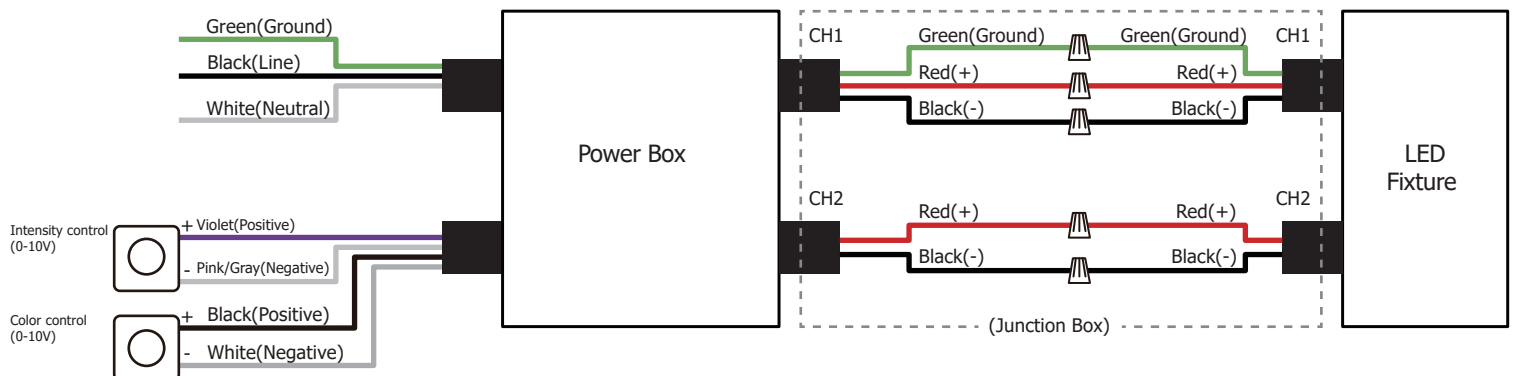 Green(Ground)
Black(Line)
White(Neutral)
Intensity control
(0-10V)
+ Violet(Positive)
- Pink/Gray(Negative)
Color control
(0-10V)
+ Black(Positive)
- White(Negative)
Power Box
CH1
Green(Ground)
Green(Ground)
CH1
Red(+)
Red(+)
Black(-)
Black(-)
CH2
CH2
Red(+)
Red(+)
Black(-)
Black(-)
(Junction Box)
LED
Fixture